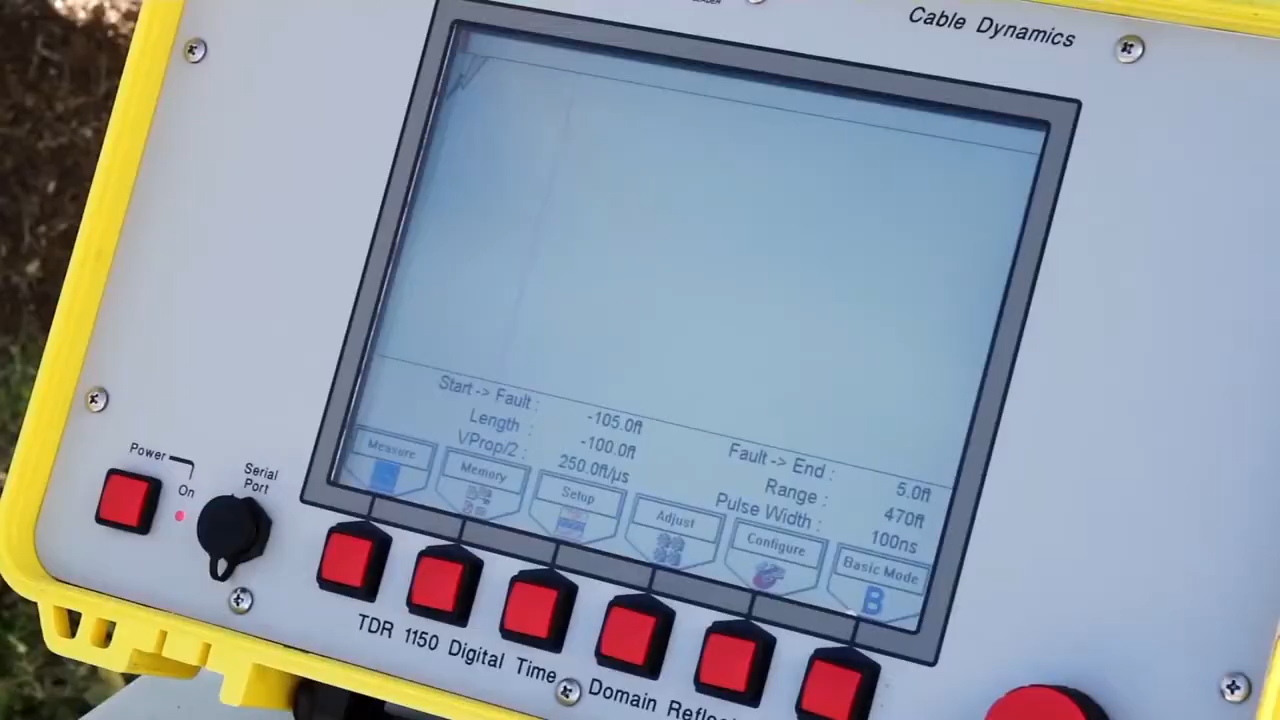 Cable Dynamics
Start -> Fault : -105.0ft
Length : -100.0ft
VProp/2 : 250.0ft/µs
Fault -> End : 5.0ft
Range : 470ft
Pulse Width : 100ns
Measure
Memory
Setup
Adjust
Configure
Basic Mode
B
Power
On
Serial
Port
TDR 1150 Digital Time Domain